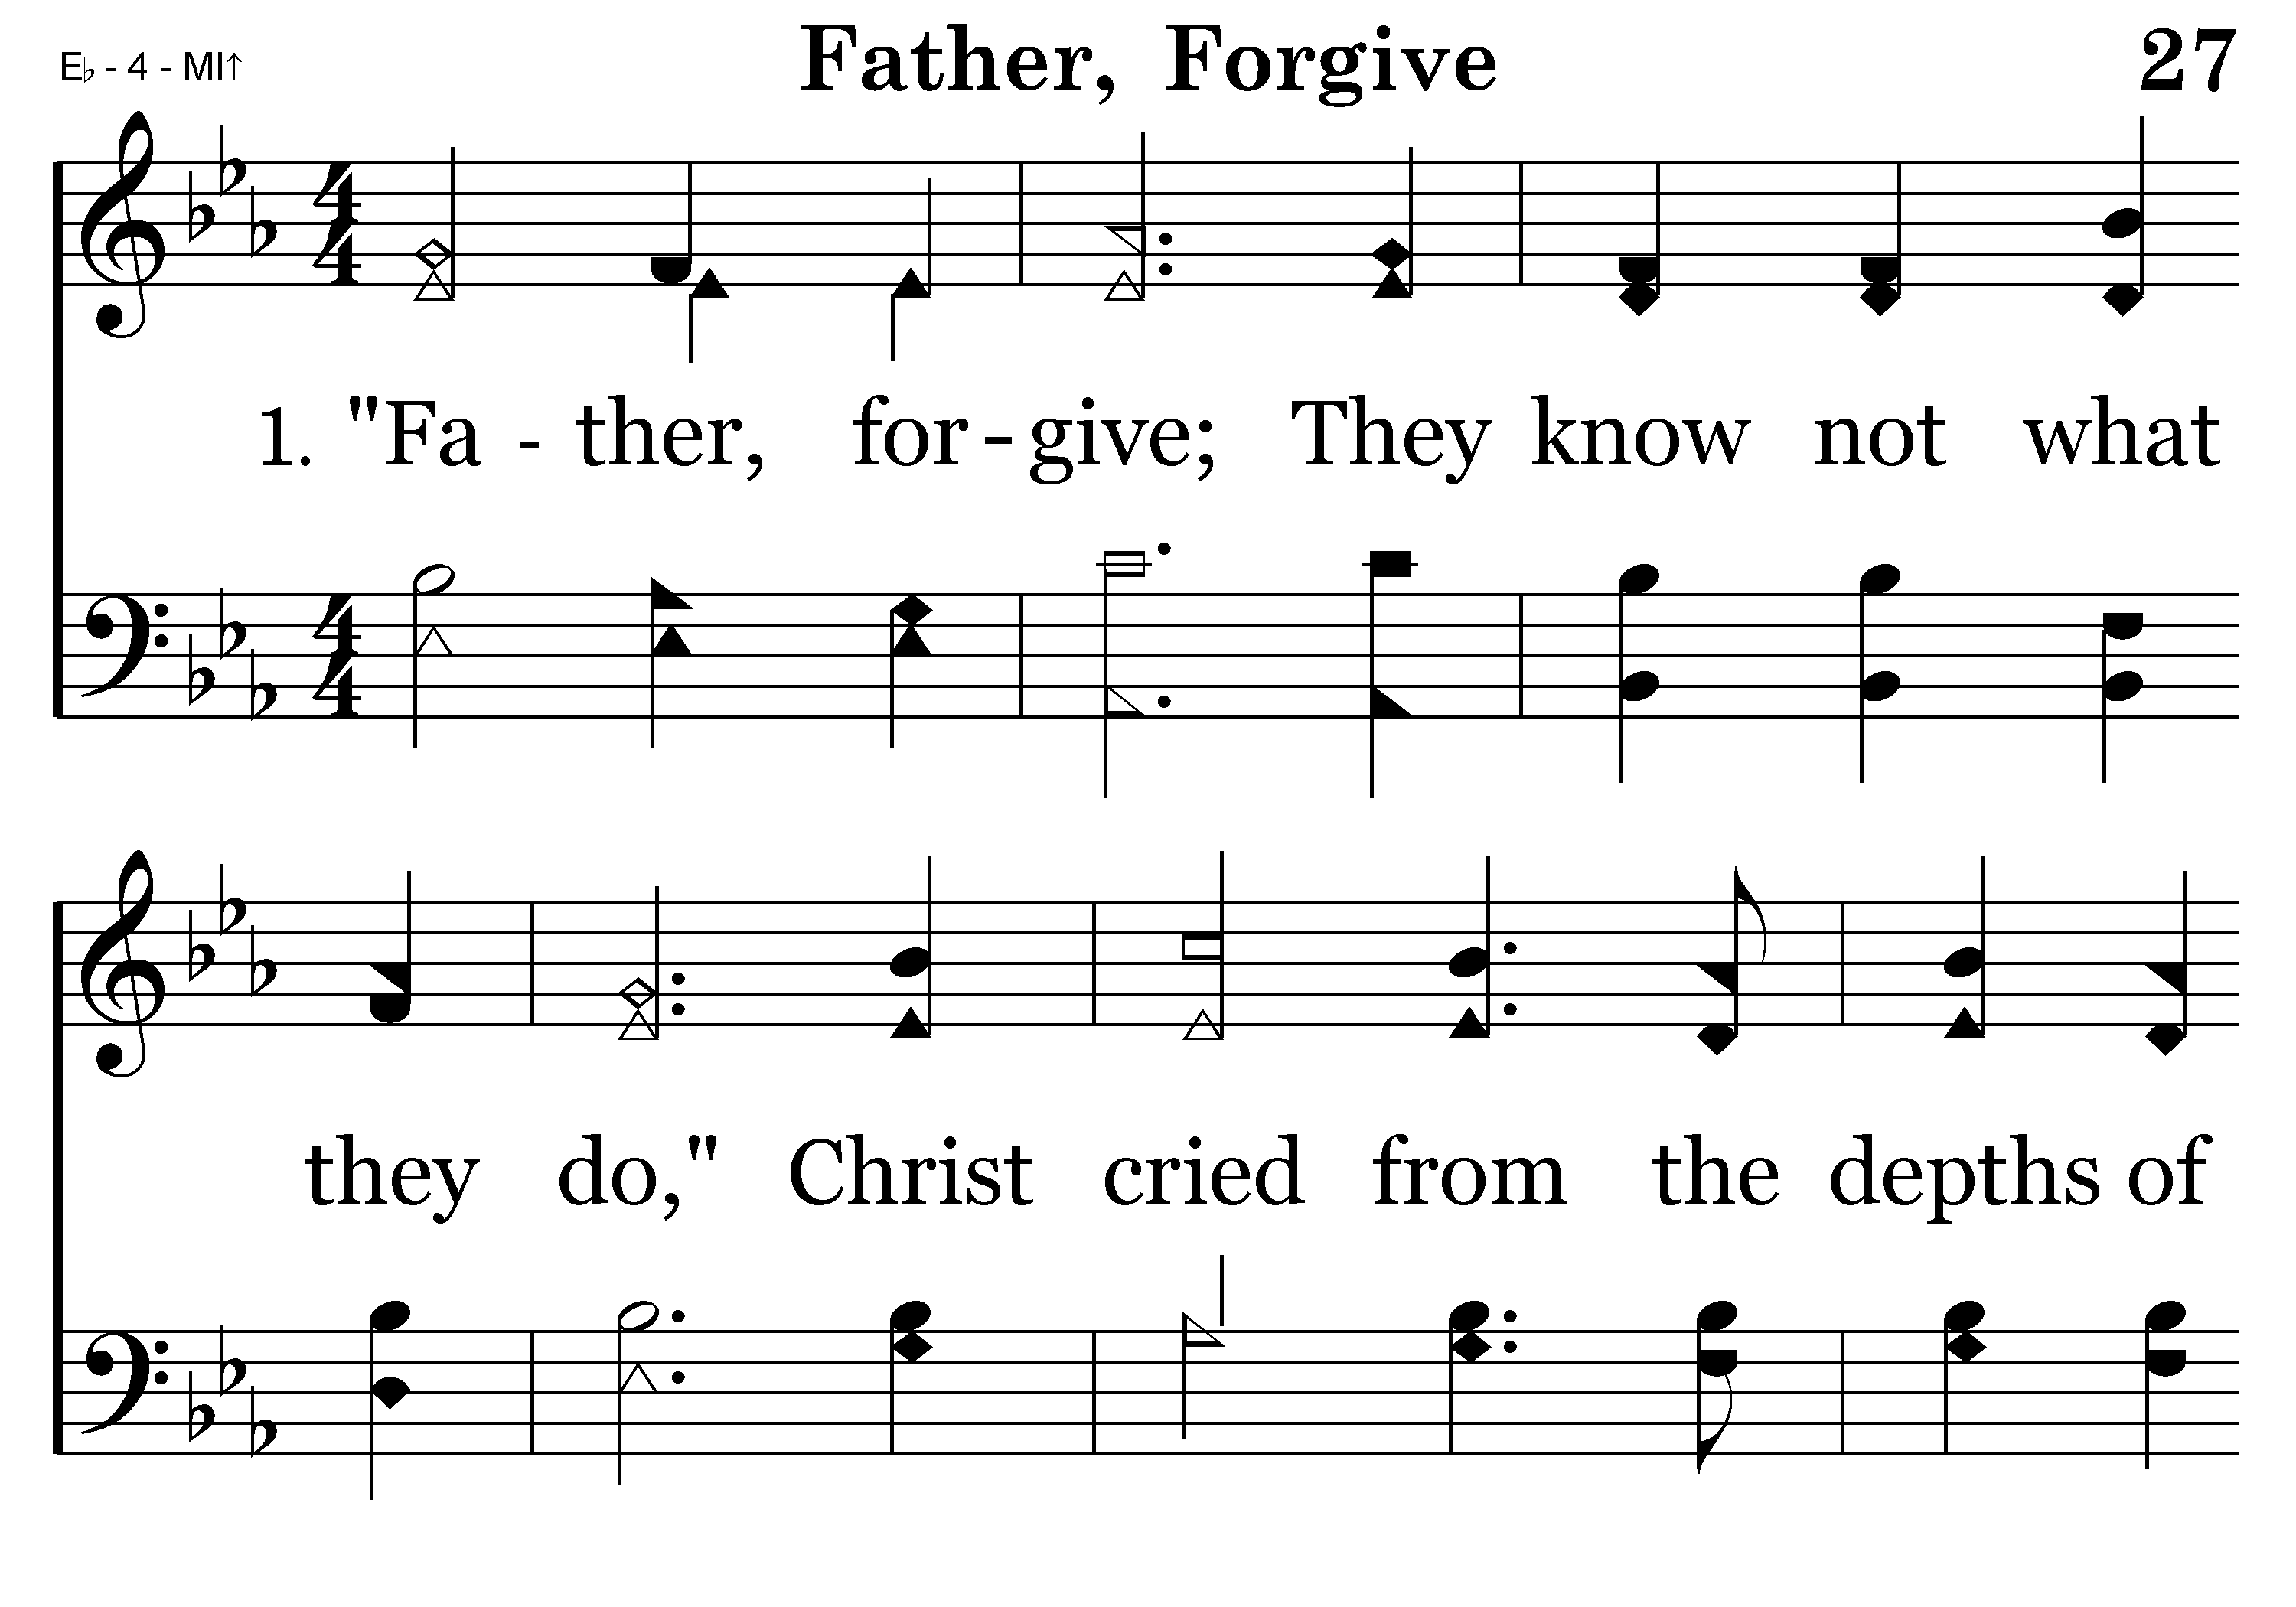 E♭ - 4 - MI↑ Father, Forgive 27
1. "Fa - ther, for - give; They know not what
they do," Christ cried from the depths of